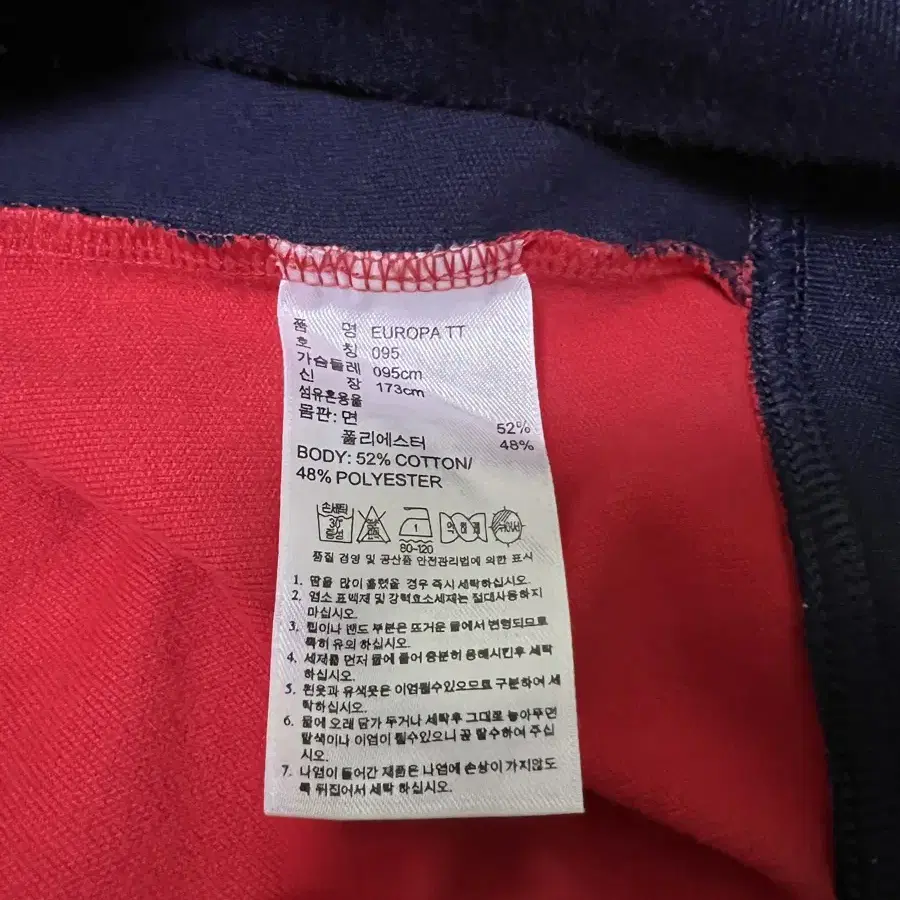 품 명 EUROPA TT
호 칭 095
가슴둘레 095cm
신 장 173cm
섬유혼용율
몸판: 면 52%
폴리에스터 48%
BODY: 52% COTTON/
48% POLYESTER
손세탁
30°
중성
1
80-120
약하게
품질 경영 및 공산품 안전관리법에 의한 표시
1. 땀을 많이 흘렸을 경우 즉시 세탁하십시오.
2. 염소 표백제 및 강력효소세제는 절대사용하지
마십시오.
3. 립이나 밴드 부분은 뜨거운 물에서 변형되므로
특히 유의 하십시오.
4. 세제를 먼저 물에 풀어 충분히 용해시킨후 세탁
하십시오.
5. 흰옷과 유색옷은 이염될수있으므로 구분하여 세
탁하십시오.
6. 물에 오래 담가 두거나 세탁후 그대로 놓아두면
탈색이나 이염이 될수있으니 꼭 탈수하여 주십
시오.
7. 나염이 들어간 제품은 나염에 손상이 가지않도
록 뒤집어서 세탁 하십시오.